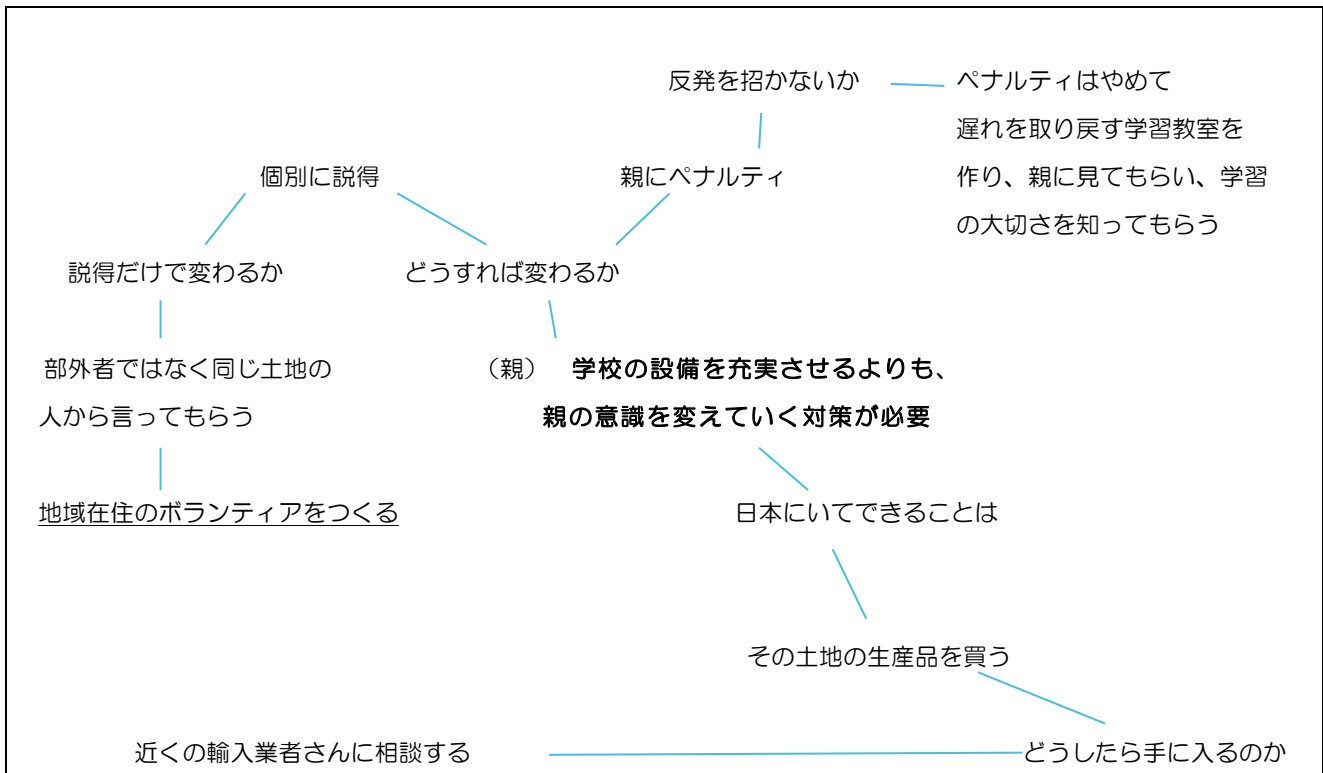 反発を招かないか
ペナルティはやめて
遅れを取り戻す学習教室を
作り、親に見てもらい、学習
の大切さを知ってもらう
個別に説得
親にペナルティ
説得だけで変わるか
どうすれば変わるか
部外者ではなく同じ土地の
人から言ってもらう
（親） 学校の設備を充実させるよりも、
親の意識を変えていく対策が必要
地域在住のボランティアをつくる
日本にいてできることは
その土地の生産品を買う
近くの輸入業者さんに相談する
どうしたら手に入るのか